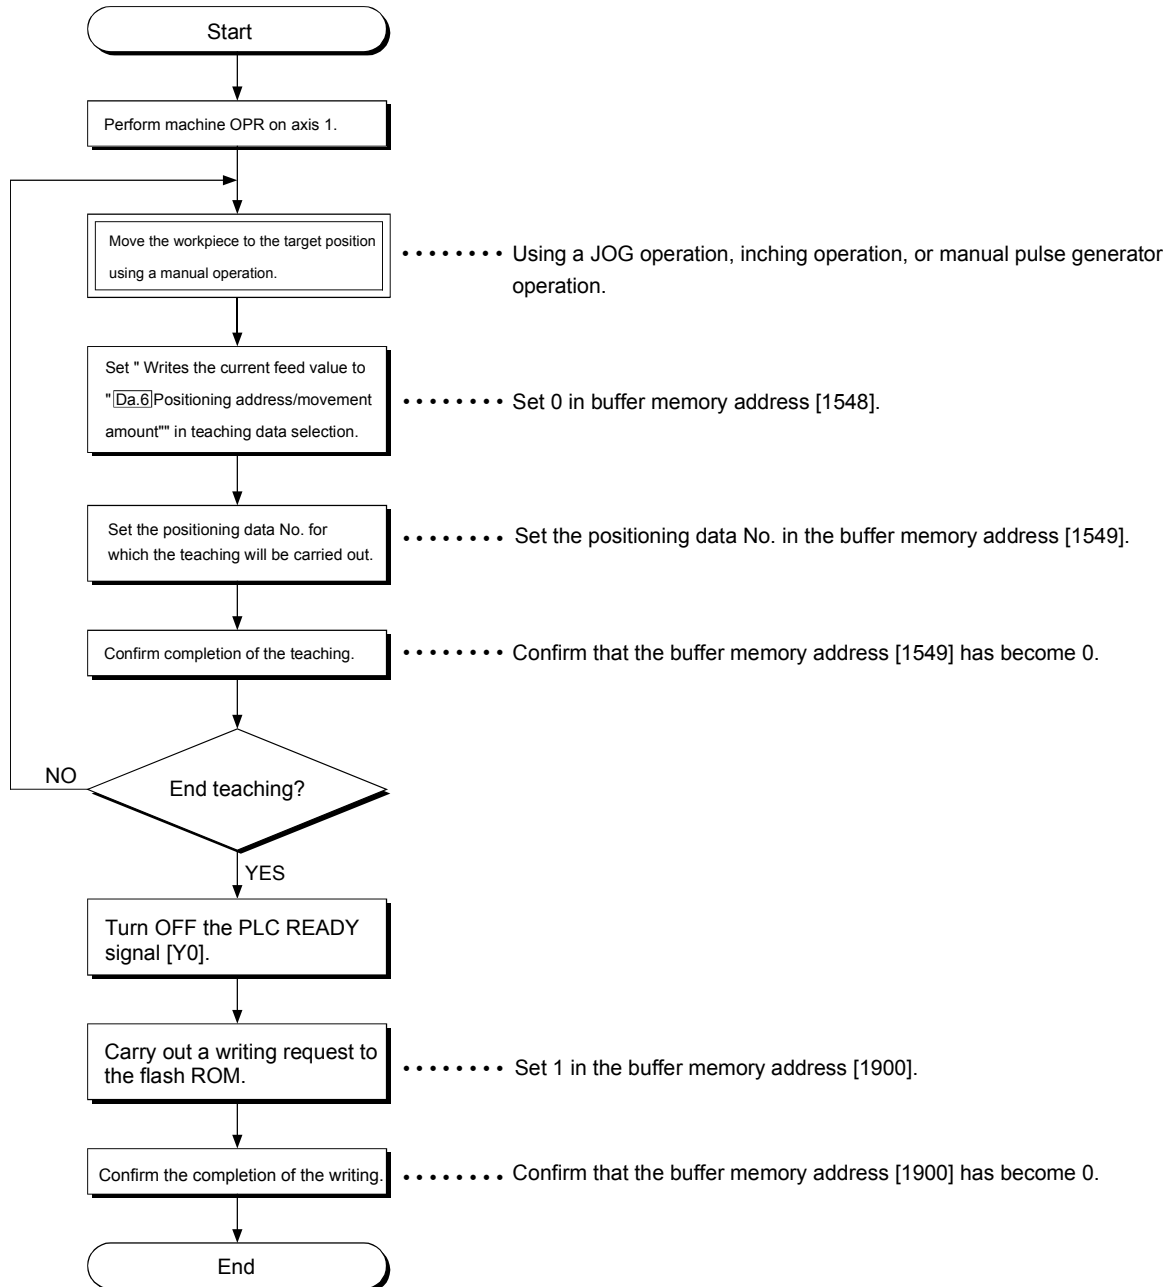 Start
Perform machine OPR on axis 1.
Move the workpiece to the target position
using a manual operation.
Using a JOG operation, inching operation, or manual pulse generator
operation.
Set " Writes the current feed value to
"Da.6Positioning address/movement
amount"" in teaching data selection.
Set 0 in buffer memory address [1548].
Set the positioning data No. for
which the teaching will be carried out.
Set the positioning data No. in the buffer memory address [1549].
Confirm completion of the teaching.
Confirm that the buffer memory address [1549] has become 0.
NO
End teaching?
YES
Turn OFF the PLC READY
signal [Y0].
Carry out a writing request to
the flash ROM.
Set 1 in the buffer memory address [1900].
Confirm the completion of the writing.
Confirm that the buffer memory address [1900] has become 0.
End